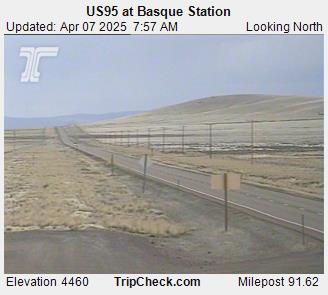 US95 at Basque Station
Updated: Apr 07 2025 7:57 AM Looking North
Elevation 4460 TripCheck.com Milepost 91.62